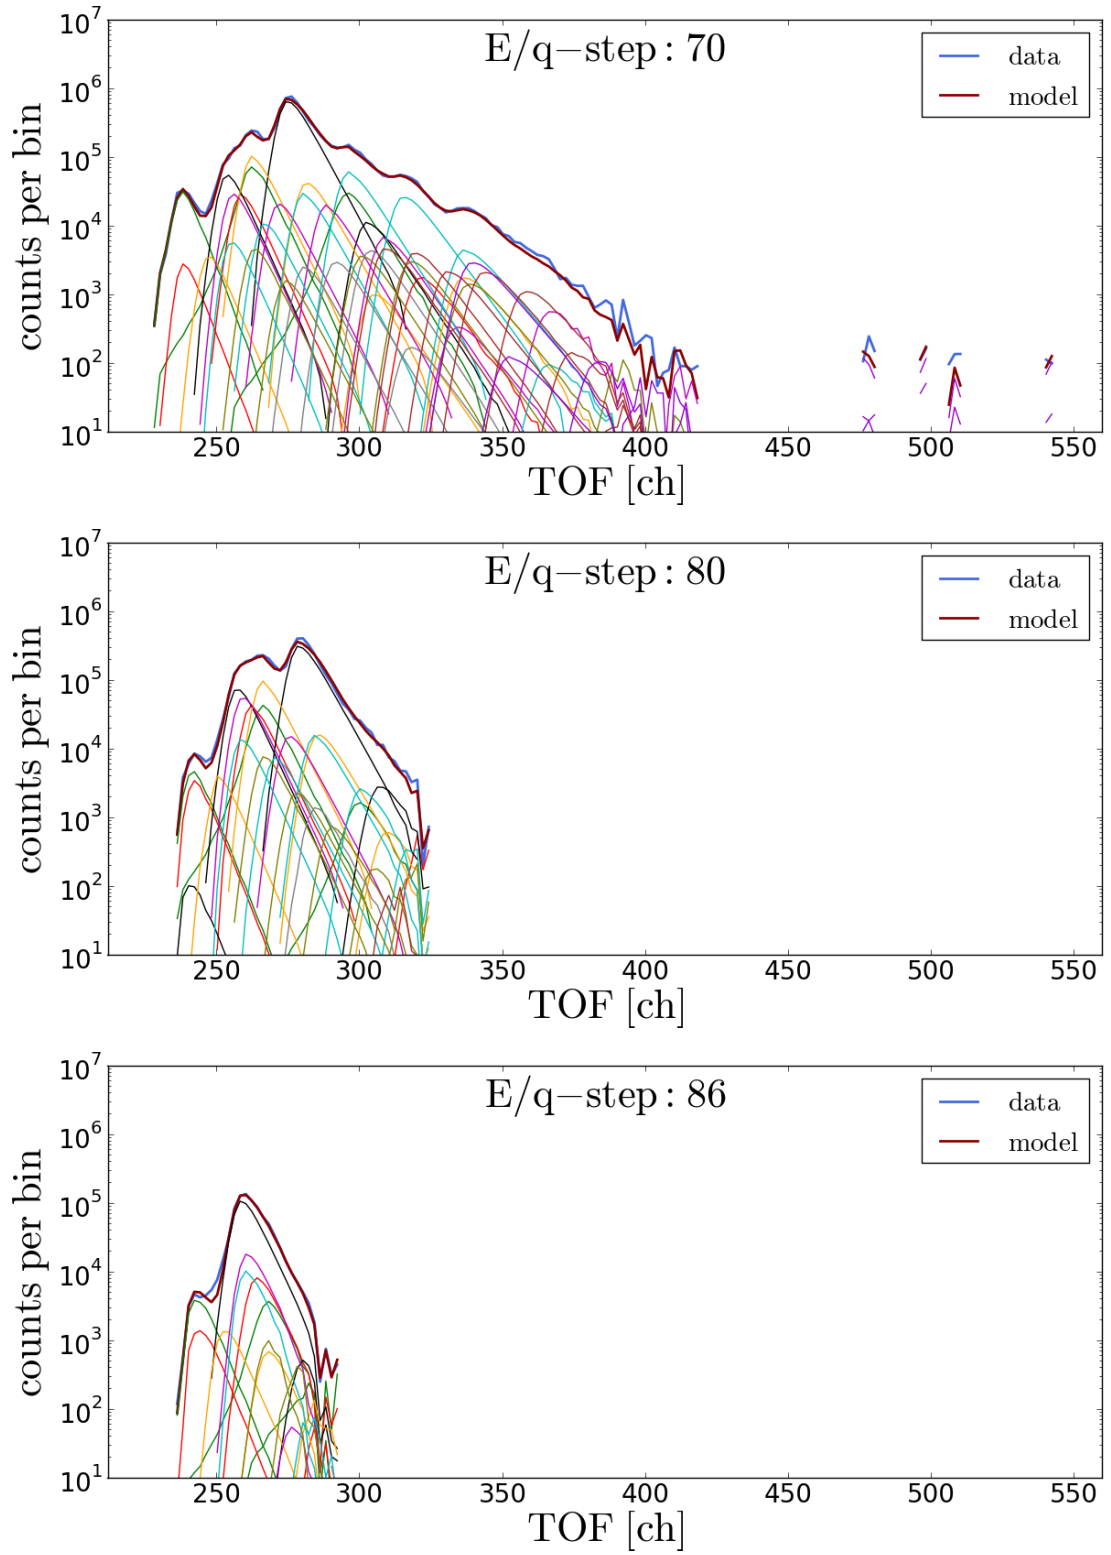 E/q−step: 70
data
model
10^7
10^6
10^5
10^4
10^3
10^2
10^1
counts per bin
250 300 350 400 450 500 550
TOF [ch]
E/q−step: 80
data
model
10^7
10^6
10^5
10^4
10^3
10^2
10^1
counts per bin
250 300 350 400 450 500 550
TOF [ch]
E/q−step: 86
data
model
10^7
10^6
10^5
10^4
10^3
10^2
10^1
counts per bin
250 300 350 400 450 500 550
TOF [ch]